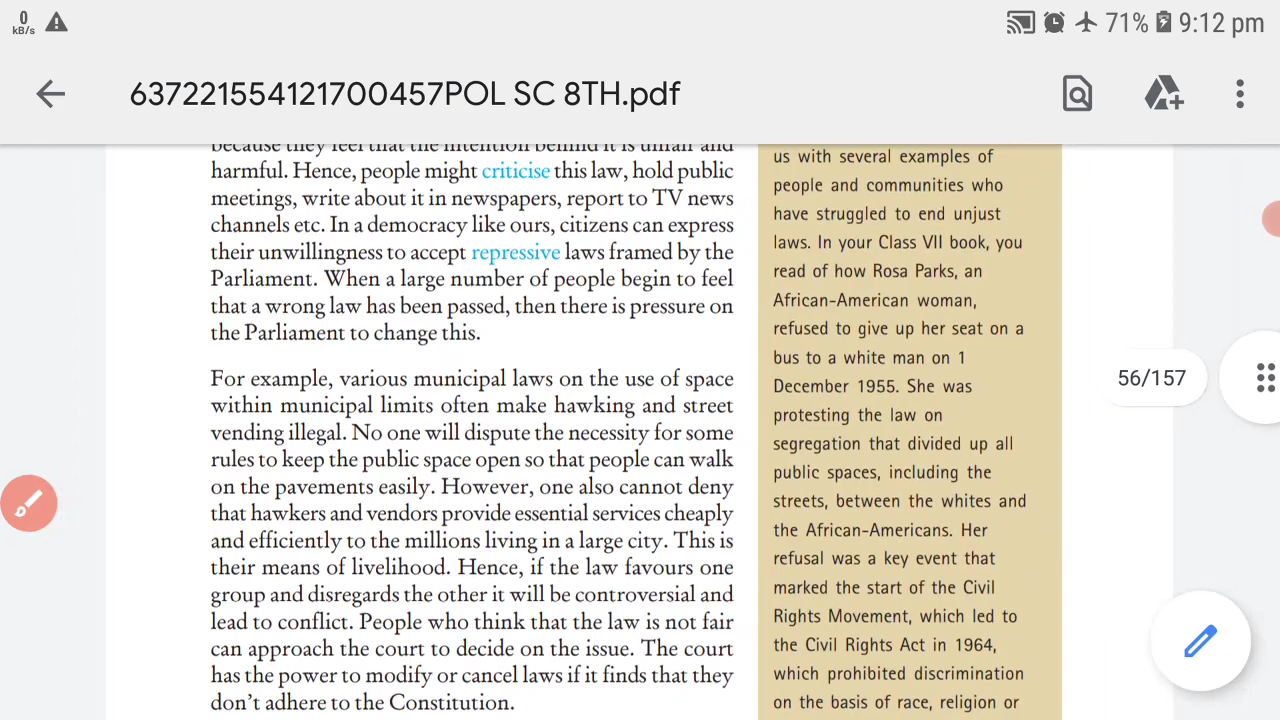 0
kB/s
71% 9:12 pm
637221554121700457POL SC 8TH.pdf
because they feel that the intention behind it is unfair and
harmful. Hence, people might criticise this law, hold public
meetings, write about it in newspapers, report to TV news
channels etc. In a democracy like ours, citizens can express
their unwillingness to accept repressive laws framed by the
Parliament. When a large number of people begin to feel
that a wrong law has been passed, then there is pressure on
the Parliament to change this.
For example, various municipal laws on the use of space
within municipal limits often make hawking and street
vending illegal. No one will dispute the necessity for some
rules to keep the public space open so that people can walk
on the pavements easily. However, one also cannot deny
that hawkers and vendors provide essential services cheaply
and efficiently to the millions living in a large city. This is
their means of livelihood. Hence, if the law favours one
group and disregards the other it will be controversial and
lead to conflict. People who think that the law is not fair
can approach the court to decide on the issue. The court
has the power to modify or cancel laws if it finds that they
don't adhere to the Constitution.
us with several examples of
people and communities who
have struggled to end unjust
laws. In your Class VII book, you
read of how Rosa Parks, an
African-American woman,
refused to give up her seat on a
bus to a white man on 1
December 1955. She was
protesting the law on
segregation that divided up all
public spaces, including the
streets, between the whites and
the African-Americans. Her
refusal was a key event that
marked the start of the Civil
Rights Movement, which led to
the Civil Rights Act in 1964,
which prohibited discrimination
on the basis of race, religion or
56/157